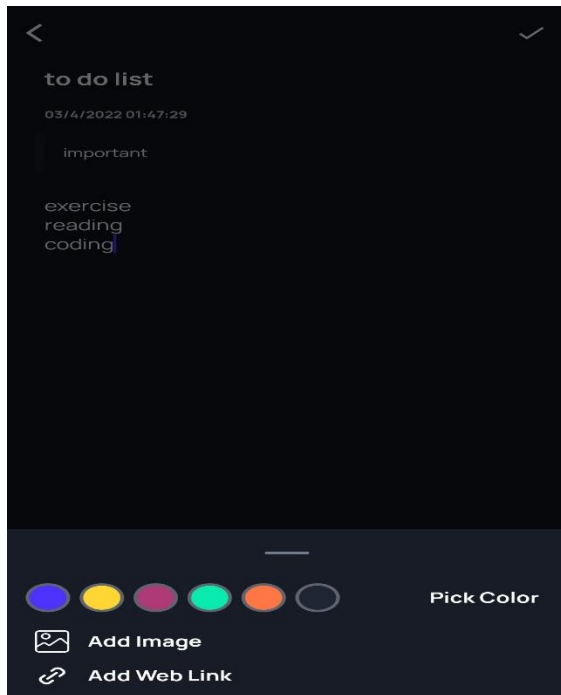 to do list
03/4/2022 01:47:29
important
exercise
reading
coding
Pick Color
Add Image
Add Web Link